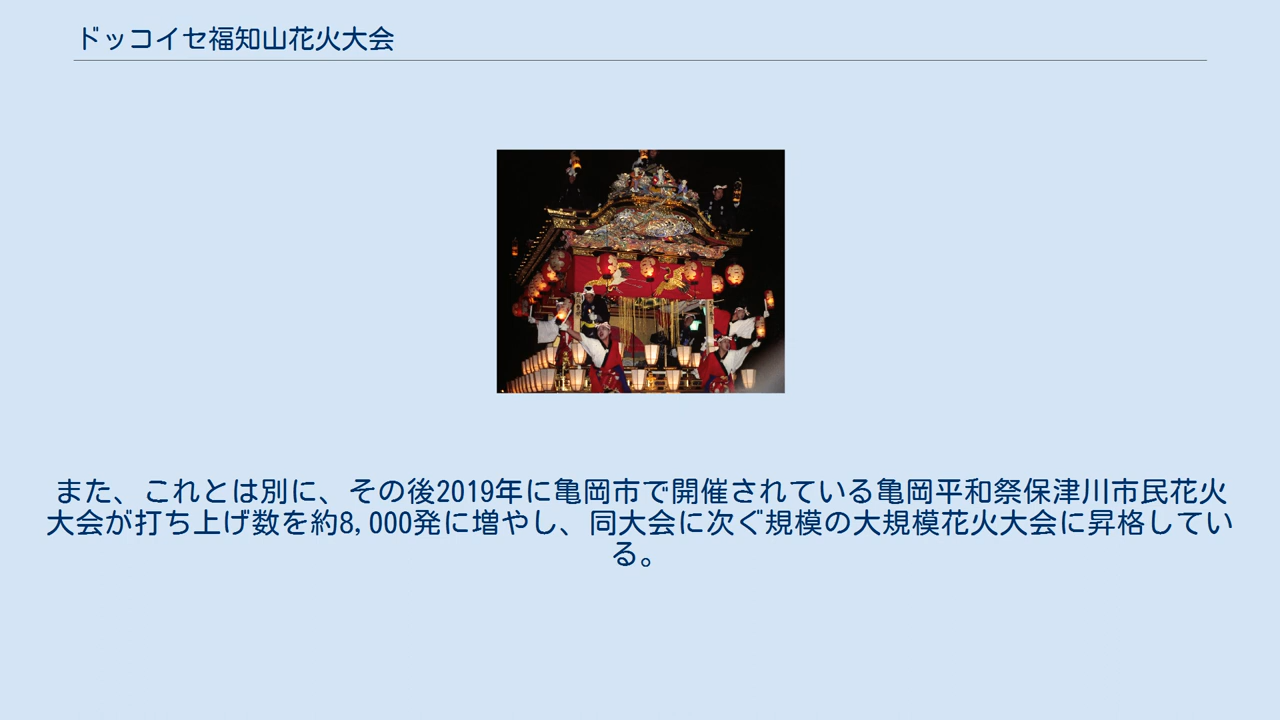 ドッコイセ福知山花火大会
また、これとは別に、その後2019年に亀岡市で開催されている亀岡平和祭保津川市民花火
大会が打ち上げ数を約8,000発に増やし、同大会に次ぐ規模の大規模花火大会に昇格してい
る。